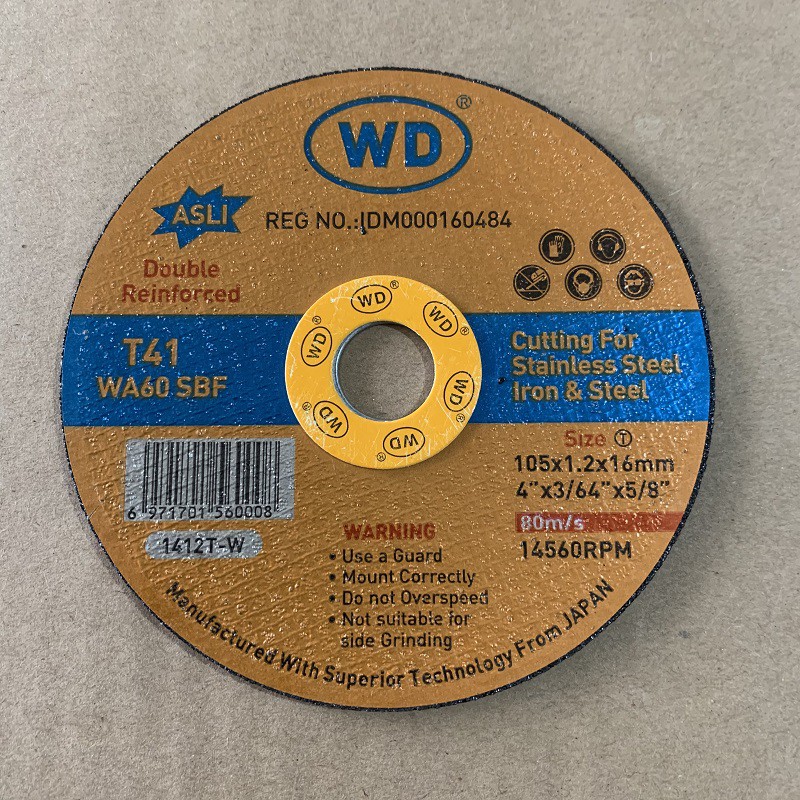 WD®
ASLI
REG NO.:IDM000160484
Double
Reinforced
T41
WA60 SBF
WD®
WD®
WD®
WD®
WD®
WD®
Cutting For
Stainless Steel
Iron & Steel
Size T
105x1.2x16mm
4"x3/64"x5/8"
80m/s
14560RPM
6 971701 560008
1412T-W
WARNING
• Use a Guard
• Mount Correctly
• Do not Overspeed
• Not suitable for
side Grinding
Manufactured With Superior Technology From JAPAN